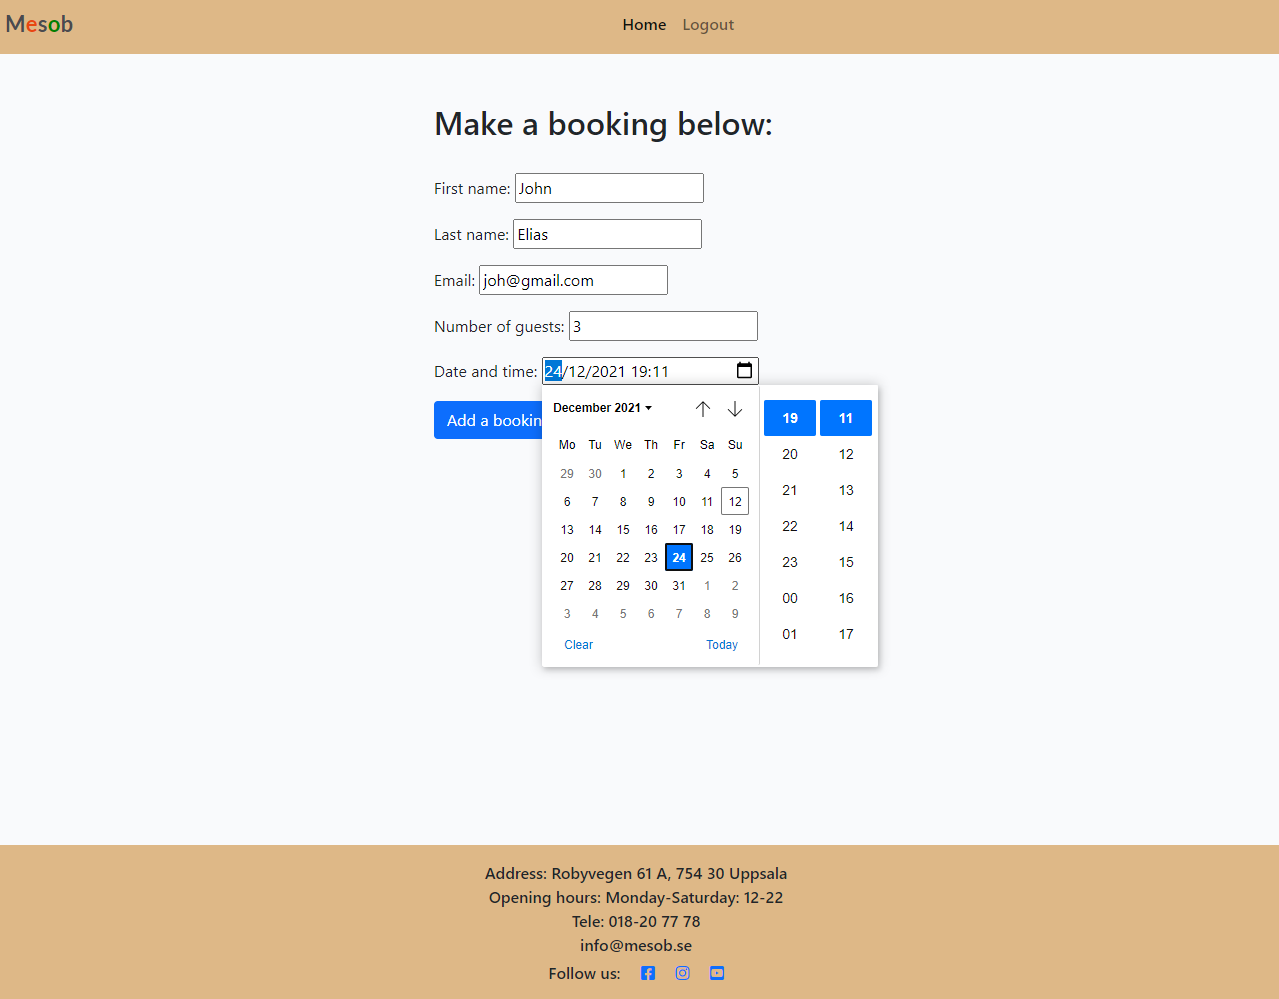 Mesob
Home Logout
Make a booking below:
First name: John
Last name: Elias
Email: joh@gmail.com
Number of guests: 3
Date and time: 24/12/2021 19:11
Add a bookin
December 2021
19 11
Mo Tu We Th Fr Sa Su
20 12
29 30 1 2 3 4 5
21 13
6 7 8 9 10 11 12
22 14
13 14 15 16 17 18 19
20 21 22 23 24 25 26
23 15
27 28 29 30 31 1 2
00 16
3 4 5 6 7 8 9
01 17
Clear Today
Address: Robyvegen 61 A, 754 30 Uppsala
Opening hours: Monday-Saturday: 12-22
Tele: 018-20 77 78
info@mesob.se
Follow us: